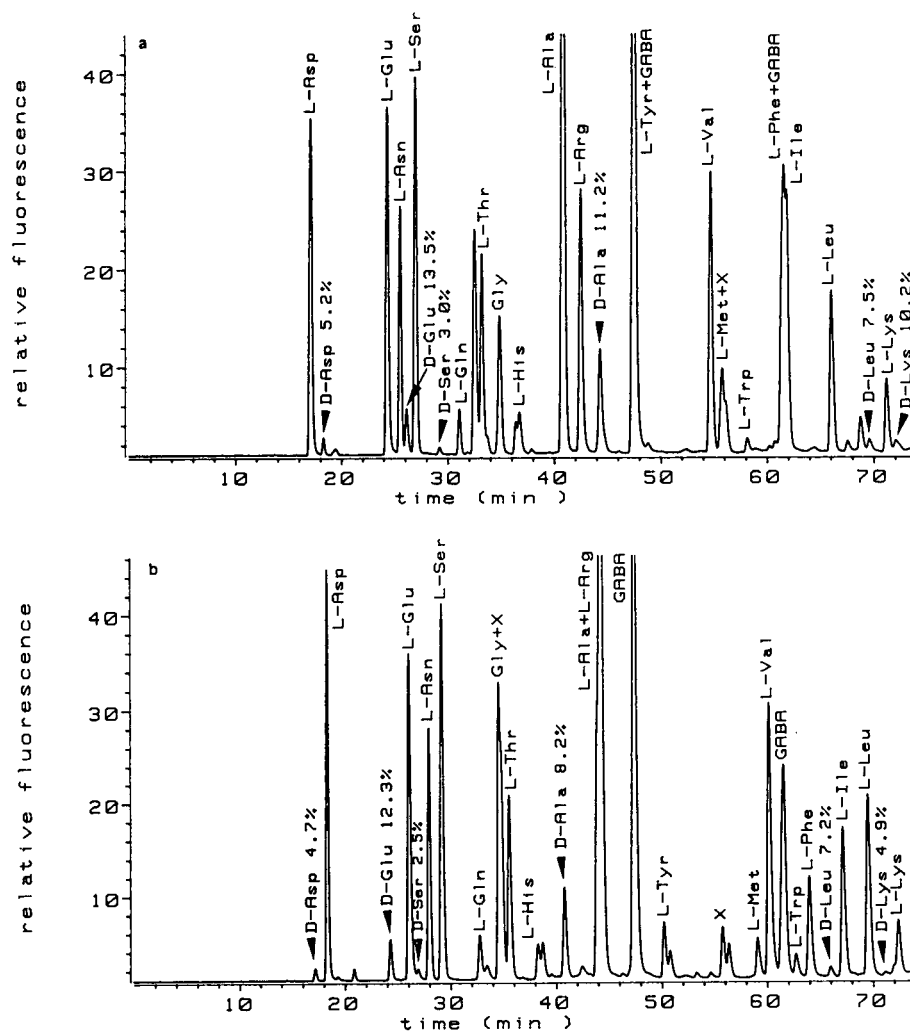 a
relative fluorescence
40
30
20
10
L-Asp
D-Asp 5.2%
L-Glu
L-Asn
D-Glu 13.5%
L-Ser
D-Ser 3.0%
L-Gln
L-Thr
Gly
L-His
L-Ala
L-Arg
D-Ala 11.2%
L-Tyr+GABA
L-Val
L-Met+X
L-Trp
L-Phe+GABA
L-Ile
L-Leu
D-Leu 7.5%
L-Lys
D-Lys 10.2%
10 20 30 40 50 60 70
time (min )
b
relative fluorescence
40
30
20
10
D-Asp 4.7%
L-Asp
D-Glu 12.3%
L-Glu
D-Ser 2.5%
L-Asn
L-Ser
L-Gln
Gly+X
L-Thr
L-His
D-Ala 8.2%
L-Ala+L-Arg
GABA
L-Tyr
X
L-Met
L-Val
GABA
L-Trp
L-Phe
D-Leu 7.2%
L-Ile
L-Leu
D-Lys 4.9%
L-Lys
10 20 30 40 50 60 70
time (min )